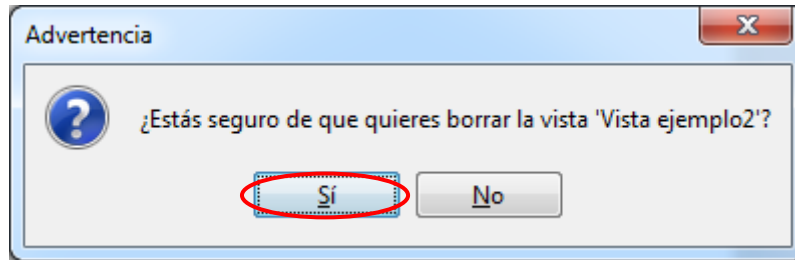 Advertencia
¿Estás seguro de que quieres borrar la vista 'Vista ejemplo2'?
Sí No